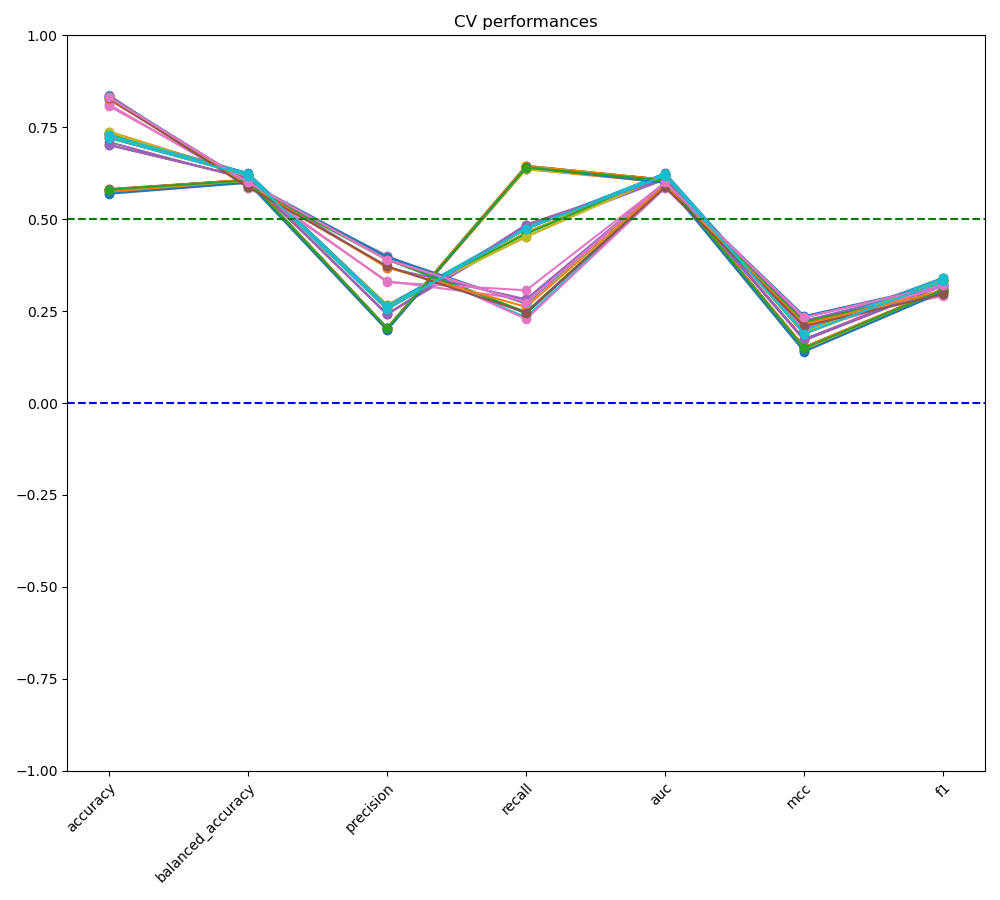 CV performances
1.00
0.75
0.50
0.25
0.00
−0.25
−0.50
−0.75
−1.00
accuracy
balanced_accuracy
precision
recall
auc
mcc
f1